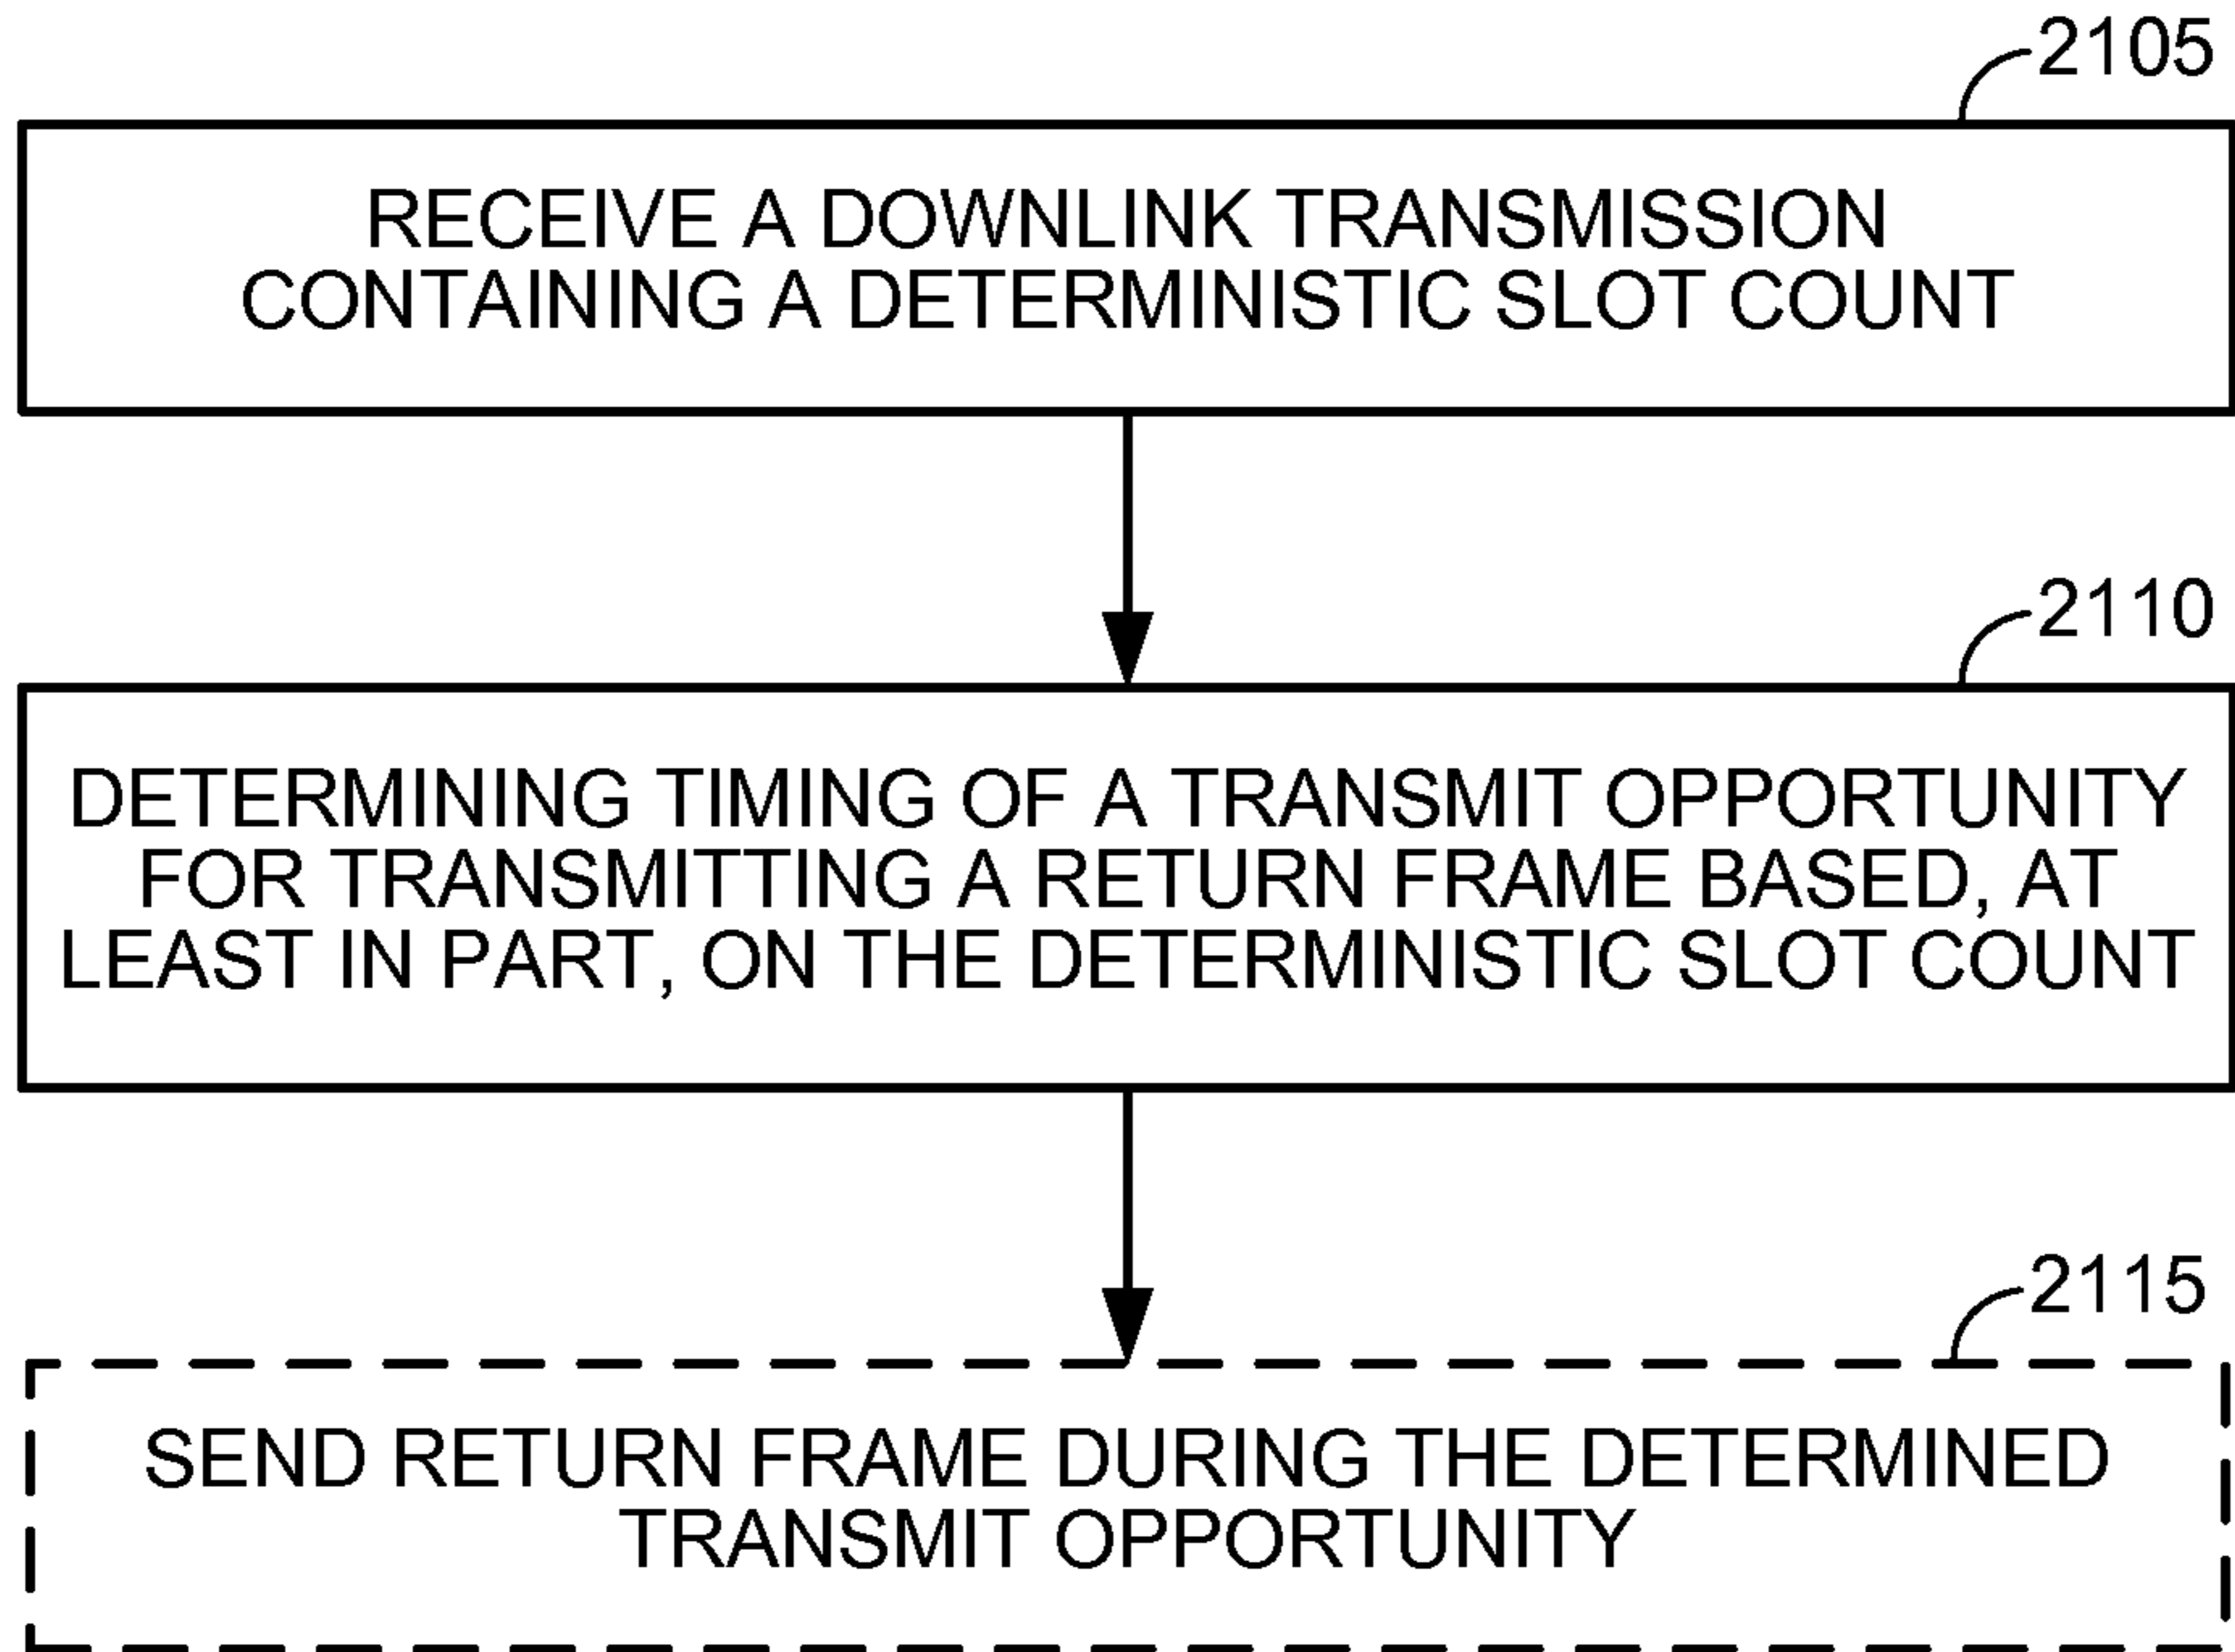 2105
RECEIVE A DOWNLINK TRANSMISSION
CONTAINING A DETERMINISTIC SLOT COUNT
2110
DETERMINING TIMING OF A TRANSMIT OPPORTUNITY
FOR TRANSMITTING A RETURN FRAME BASED, AT
LEAST IN PART, ON THE DETERMINISTIC SLOT COUNT
2115
SEND RETURN FRAME DURING THE DETERMINED
TRANSMIT OPPORTUNITY